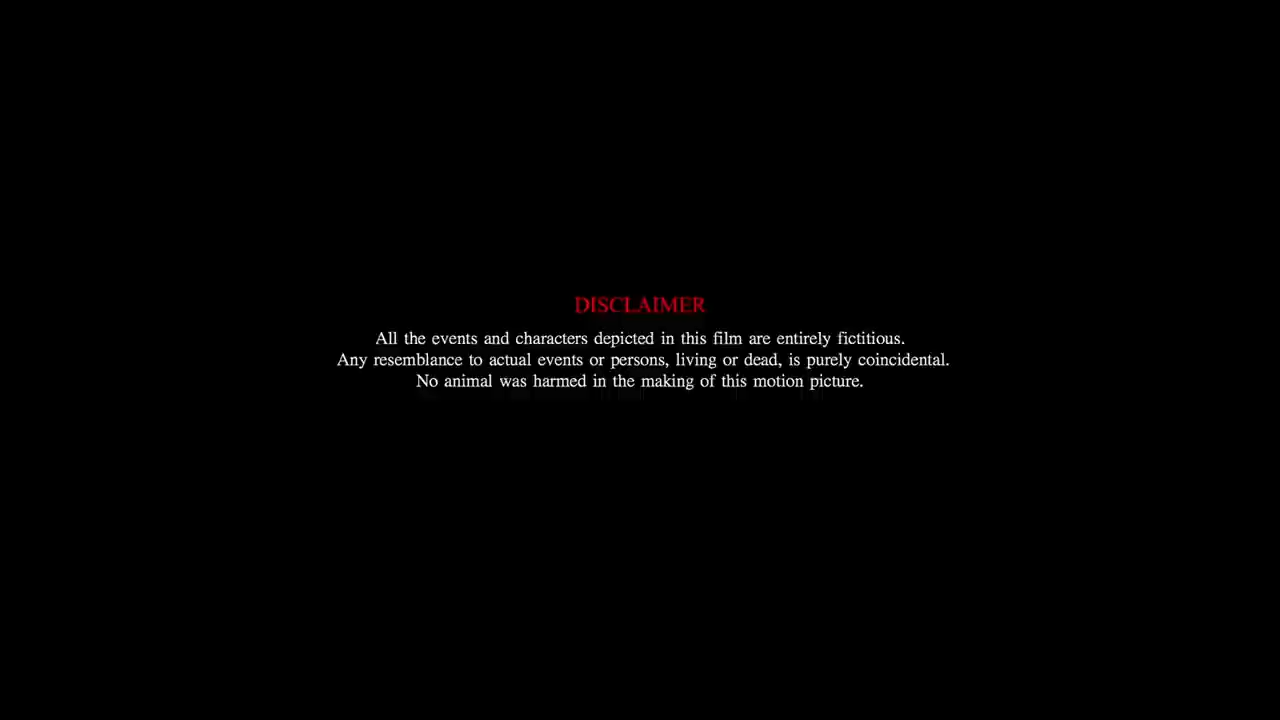 DISCLAIMER
All the events and characters depicted in this film are entirely fictitious.
Any resemblance to actual events or persons, living or dead, is purely coincidental.
No animal was harmed in the making of this motion picture.